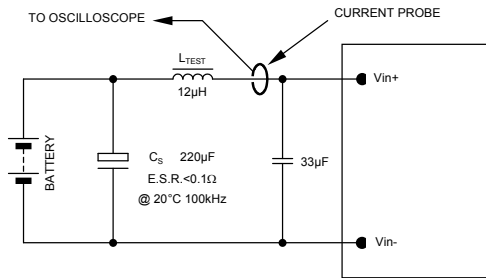 TO OSCILLOSCOPE
CURRENT PROBE
LTEST
12µH
Vin+
BATTERY
CS 220µF
E.S.R.<0.1Ω
@ 20°C 100kHz
33µF
Vin-